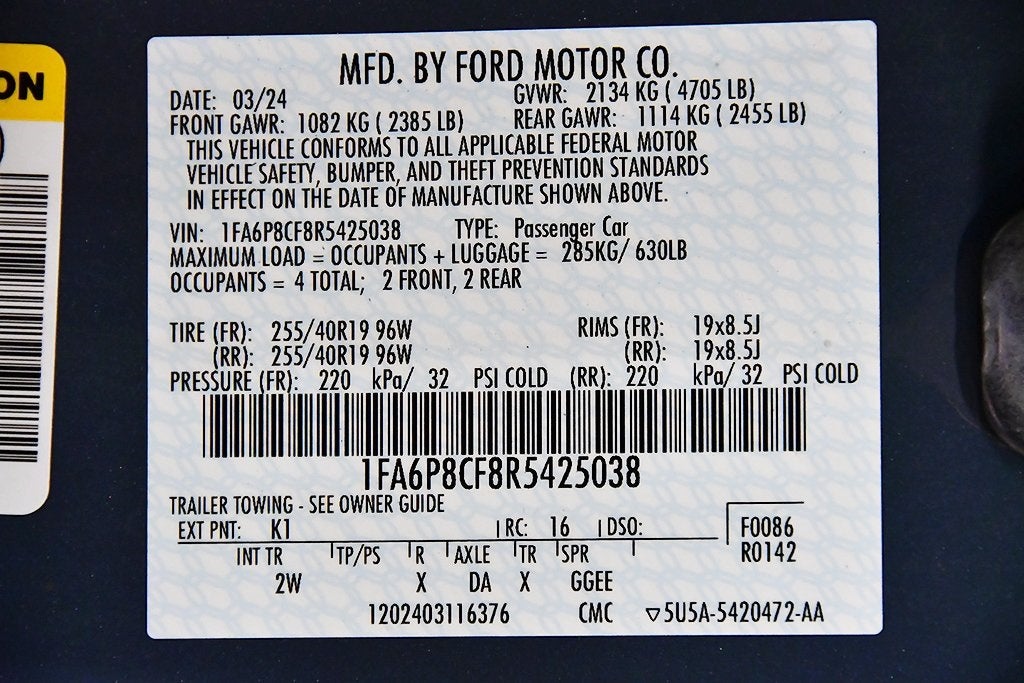 ON
MFD. BY FORD MOTOR CO.
DATE: 03/24 GVWR: 2134 KG ( 4705 LB)
FRONT GAWR: 1082 KG ( 2385 LB) REAR GAWR: 1114 KG ( 2455 LB)
THIS VEHICLE CONFORMS TO ALL APPLICABLE FEDERAL MOTOR
VEHICLE SAFETY, BUMPER, AND THEFT PREVENTION STANDARDS
IN EFFECT ON THE DATE OF MANUFACTURE SHOWN ABOVE.
VIN: 1FA6P8CF8R5425038 TYPE: Passenger Car
MAXIMUM LOAD = OCCUPANTS + LUGGAGE = 285KG/ 630LB
OCCUPANTS = 4 TOTAL; 2 FRONT, 2 REAR
TIRE (FR): 255/40R19 96W RIMS (FR): 19x8.5J
(RR): 255/40R19 96W (RR): 19x8.5J
PRESSURE (FR): 220 kPa/ 32 PSI COLD (RR): 220 kPa/ 32 PSI COLD
1FA6P8CF8R5425038
TRAILER TOWING - SEE OWNER GUIDE
EXT PNT: K1 RC: 16 DSO: F0086
INT TR TP/PS R AXLE TR SPR R0142
2W X DA X GGEE
1202403116376 CMC ▽5U5A-5420472-AA